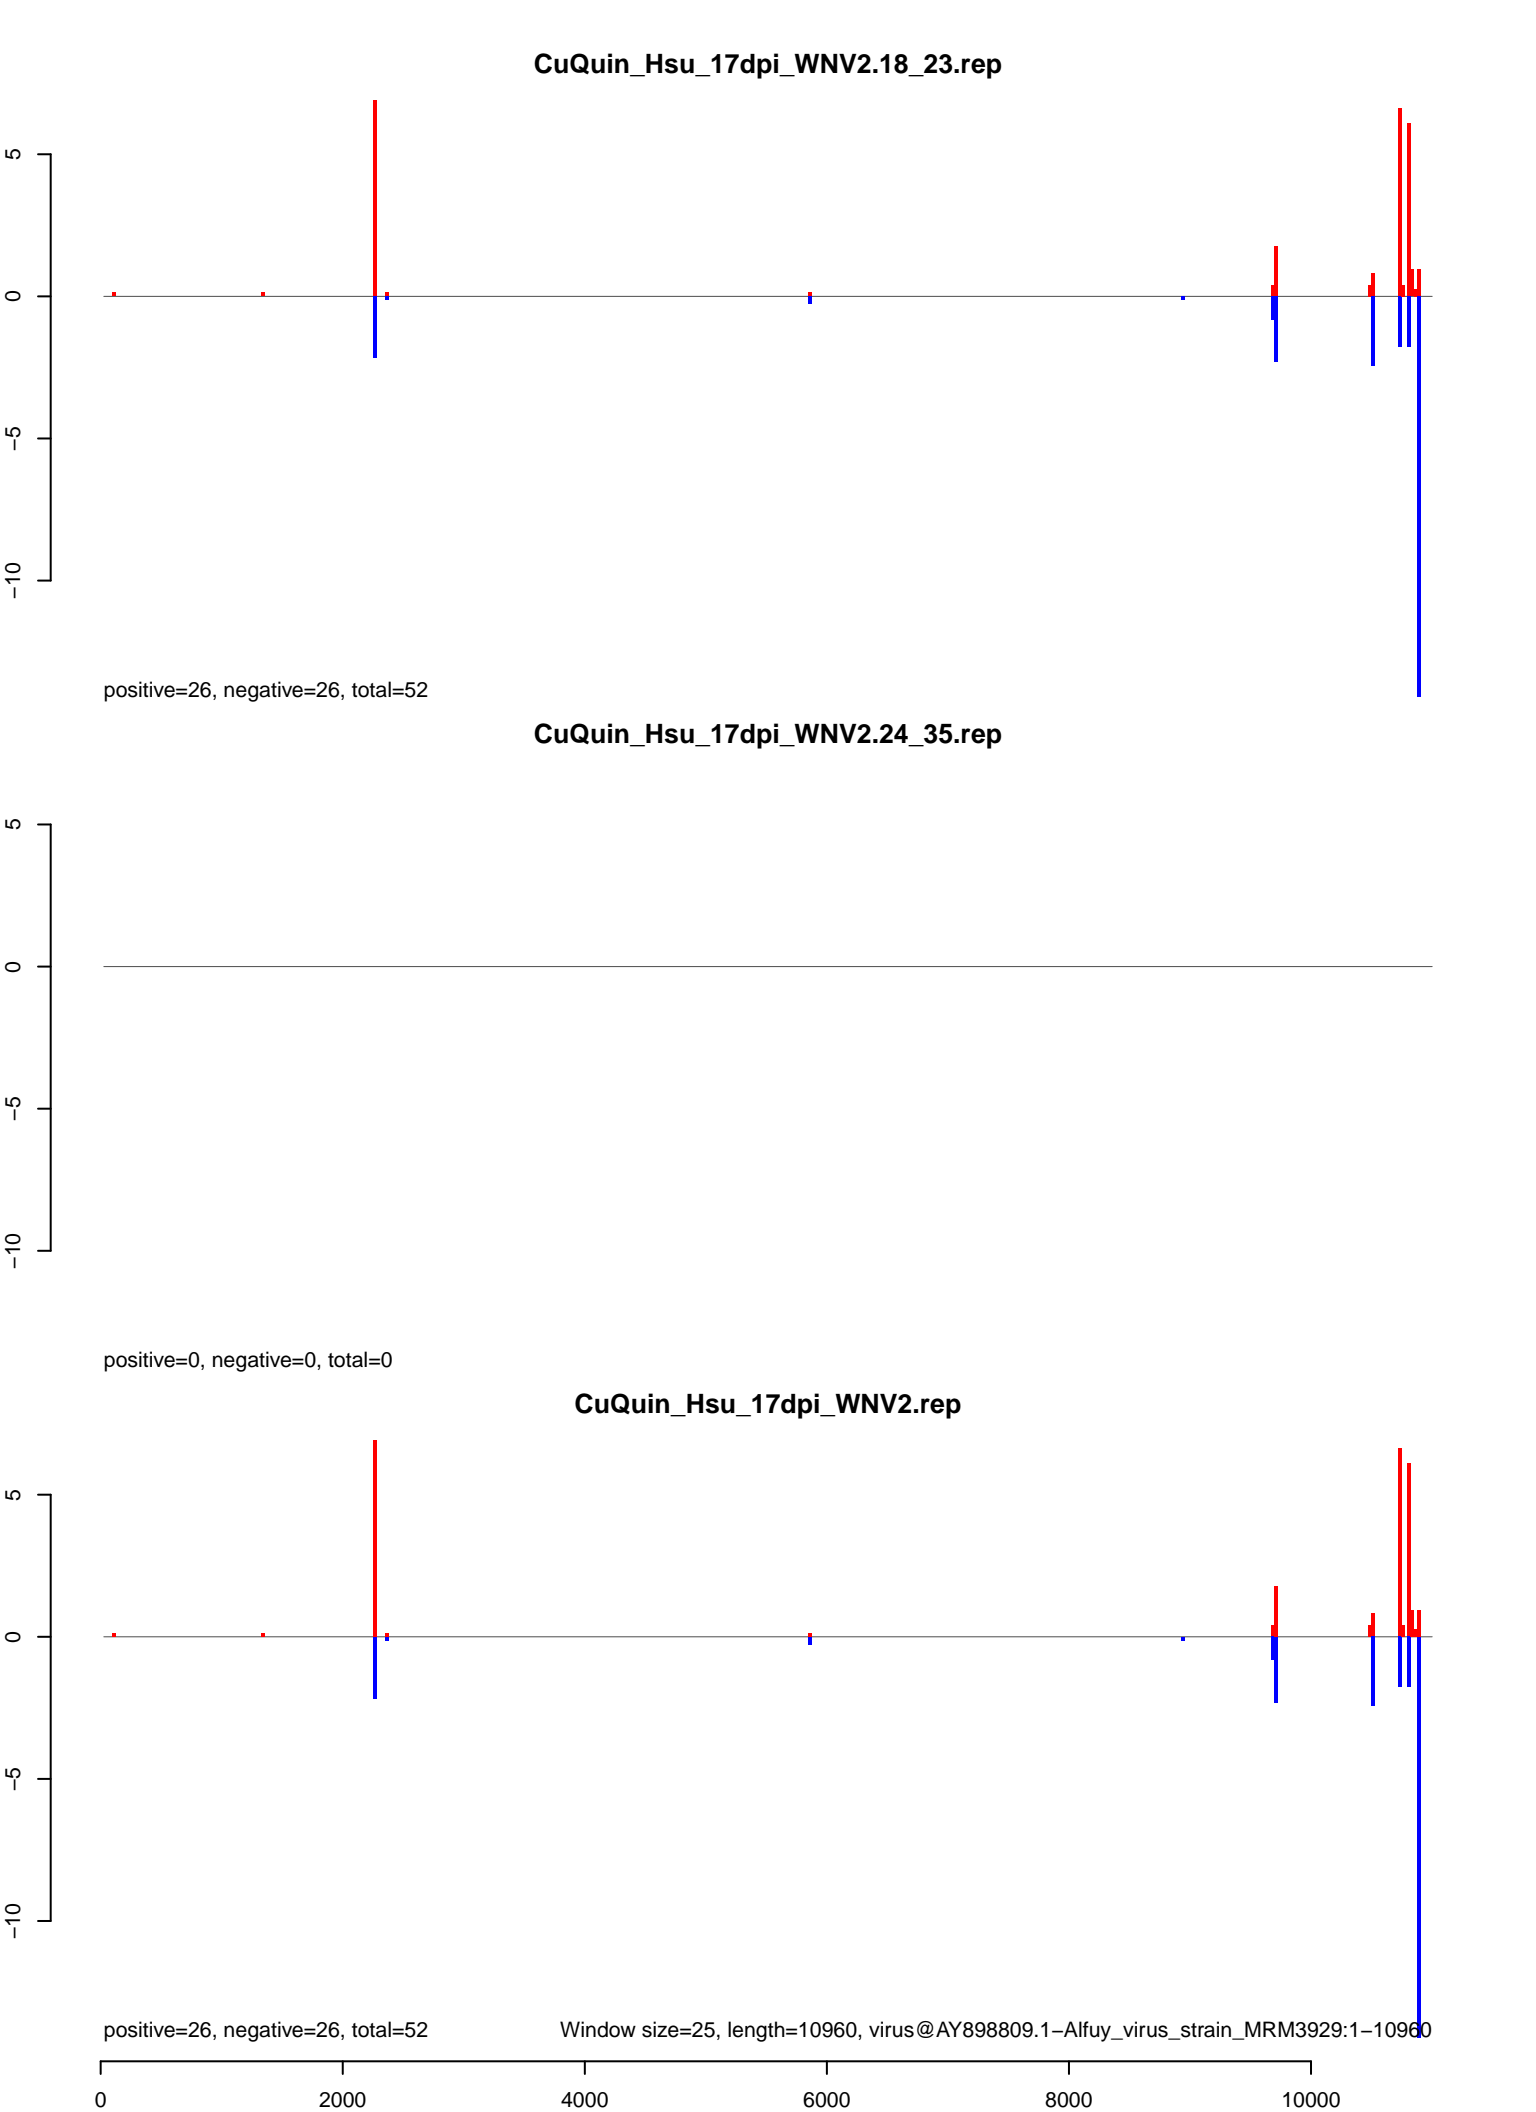 CuQuin_Hsu_17dpi_WNV2.18_23.rep
5
0
−5
−10
positive=26, negative=26, total=52
CuQuin_Hsu_17dpi_WNV2.24_35.rep
5
0
−5
−10
positive=0, negative=0, total=0
CuQuin_Hsu_17dpi_WNV2.rep
5
0
−5
−10
positive=26, negative=26, total=52 Window size=25, length=10960, virus@AY898809.1−Alfuy_virus_strain_MRM3929:1−10960
0 2000 4000 6000 8000 10000